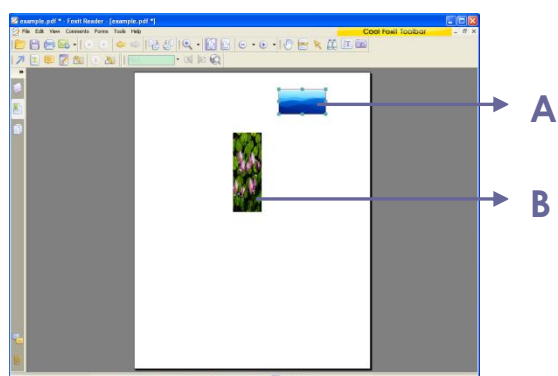 example.pdf * - Foxit Reader - [example.pdf *]
File Edit View Comments Forms Tools Help
Cool Foxit Toolbar
A
B